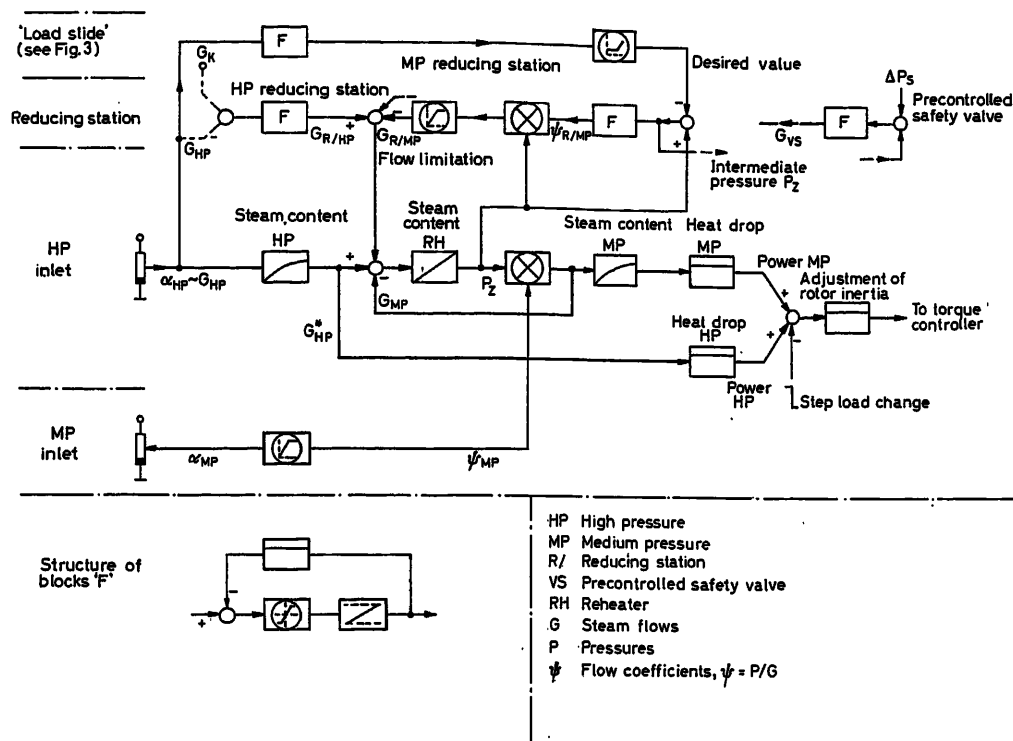 'Load slide'
(see Fig. 3)
F
MP reducing station
Desired value
G_K
HP reducing station
Reducing station
F
+
G_R/HP
G_R/MP
-
Flow limitation
ψ_R/MP
F
-
+
Intermediate
pressure P_Z
ΔP_S
Precontrolled
safety valve
F
G_VS
-
+
G_HP
HP
inlet
α_HP~G_HP
Steam content
HP
+
-
G_MP
G*_HP
Steam
content
RH
P_Z
Steam content
MP
Heat drop
MP
Power MP
+
Adjustment of
rotor inertia
To torque
controller
Heat drop
HP
+
-
Power
HP
Step load change
MP
inlet
α_MP
ψ_MP
Structure of
blocks 'F'
-
+
HP High pressure
MP Medium pressure
R/ Reducing station
VS Precontrolled safety valve
RH Reheater
G Steam flows
P Pressures
ψ Flow coefficients, ψ = P/G